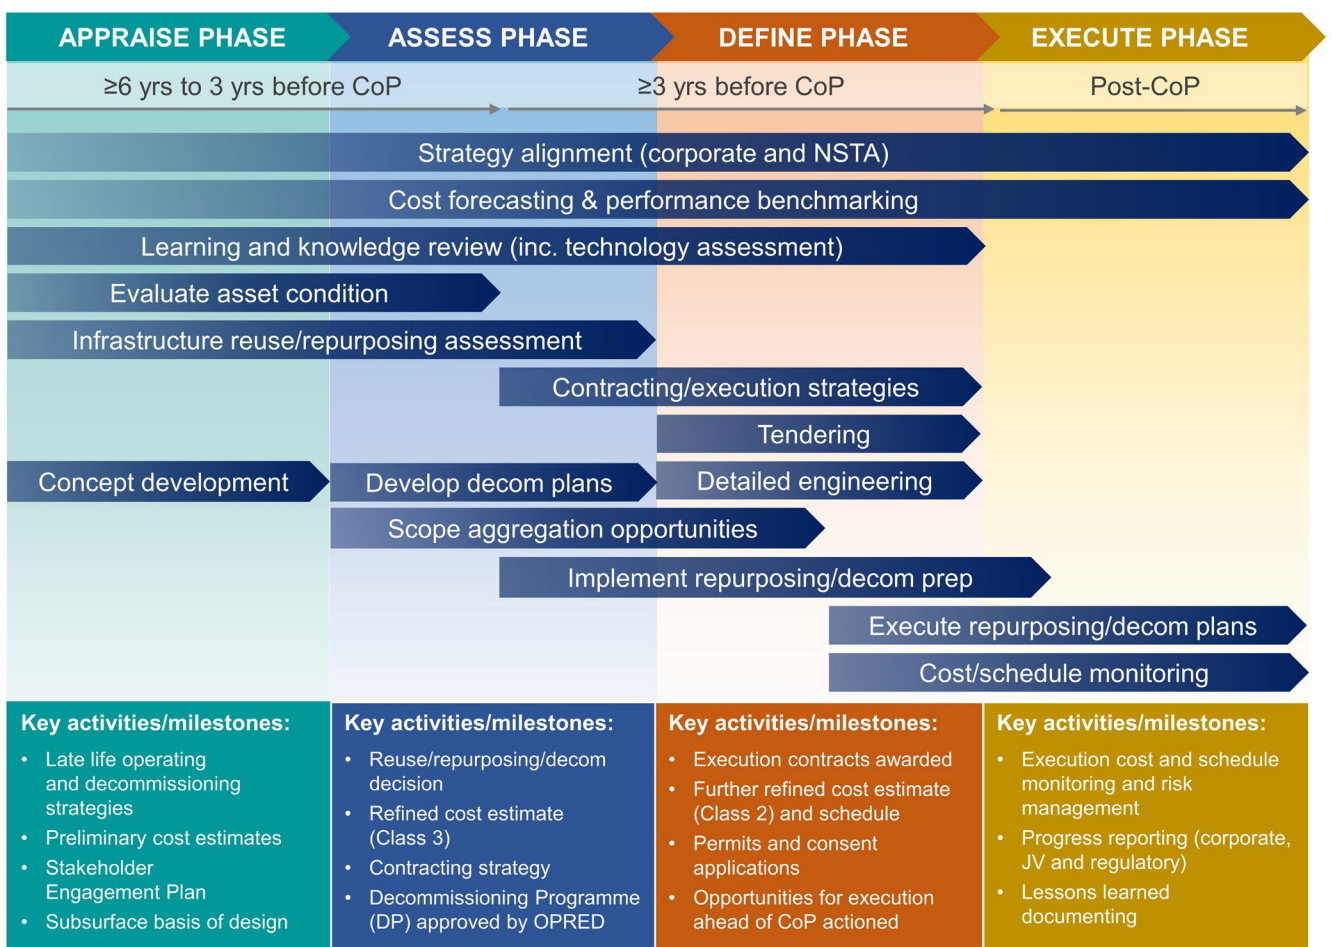 APPRAISE PHASE
ASSESS PHASE
DEFINE PHASE
EXECUTE PHASE
≥6 yrs to 3 yrs before CoP
≥3 yrs before CoP
Post-CoP
Strategy alignment (corporate and NSTA)
Cost forecasting & performance benchmarking
Learning and knowledge review (inc. technology assessment)
Evaluate asset condition
Infrastructure reuse/repurposing assessment
Contracting/execution strategies
Tendering
Concept development
Develop decom plans
Detailed engineering
Scope aggregation opportunities
Implement repurposing/decom prep
Execute repurposing/decom plans
Cost/schedule monitoring
Key activities/milestones:
• Late life operating
and decommissioning
strategies
• Preliminary cost estimates
• Stakeholder
Engagement Plan
• Subsurface basis of design
Key activities/milestones:
• Reuse/repurposing/decom
decision
• Refined cost estimate
(Class 3)
• Contracting strategy
• Decommissioning Programme
(DP) approved by OPRED
Key activities/milestones:
• Execution contracts awarded
• Further refined cost estimate
(Class 2) and schedule
• Permits and consent
applications
• Opportunities for execution
ahead of CoP actioned
Key activities/milestones:
• Execution cost and schedule
monitoring and risk
management
• Progress reporting (corporate,
JV and regulatory)
• Lessons learned
documenting